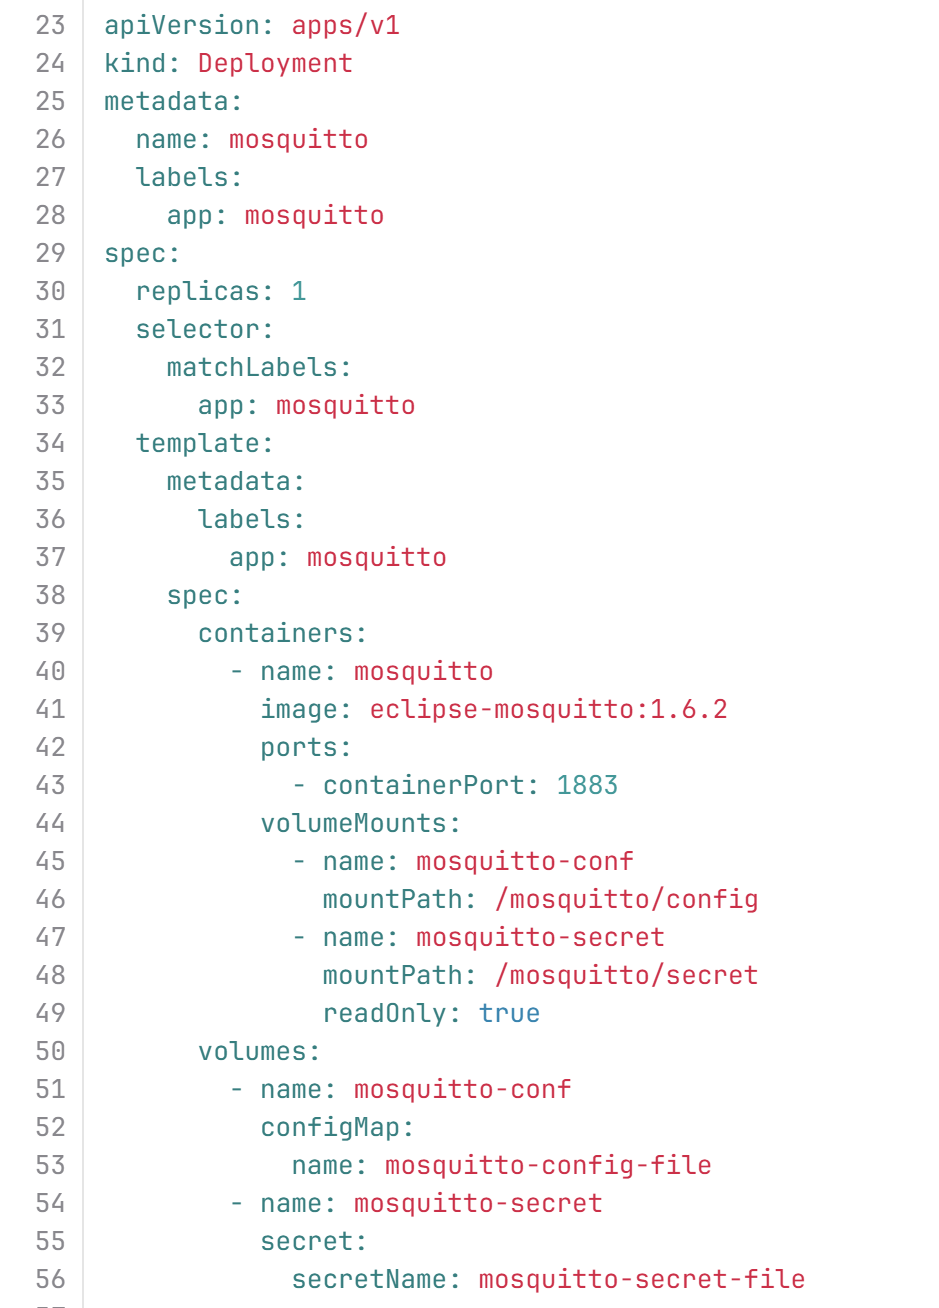 23 apiVersion: apps/v1
24 kind: Deployment
25 metadata:
26   name: mosquitto
27   labels:
28     app: mosquitto
29 spec:
30   replicas: 1
31   selector:
32     matchLabels:
33       app: mosquitto
34   template:
35     metadata:
36       labels:
37         app: mosquitto
38     spec:
39       containers:
40         - name: mosquitto
41           image: eclipse-mosquitto:1.6.2
42           ports:
43             - containerPort: 1883
44           volumeMounts:
45             - name: mosquitto-conf
46               mountPath: /mosquitto/config
47             - name: mosquitto-secret
48               mountPath: /mosquitto/secret
49               readOnly: true
50       volumes:
51         - name: mosquitto-conf
52           configMap:
53             name: mosquitto-config-file
54         - name: mosquitto-secret
55           secret:
56             secretName: mosquitto-secret-file